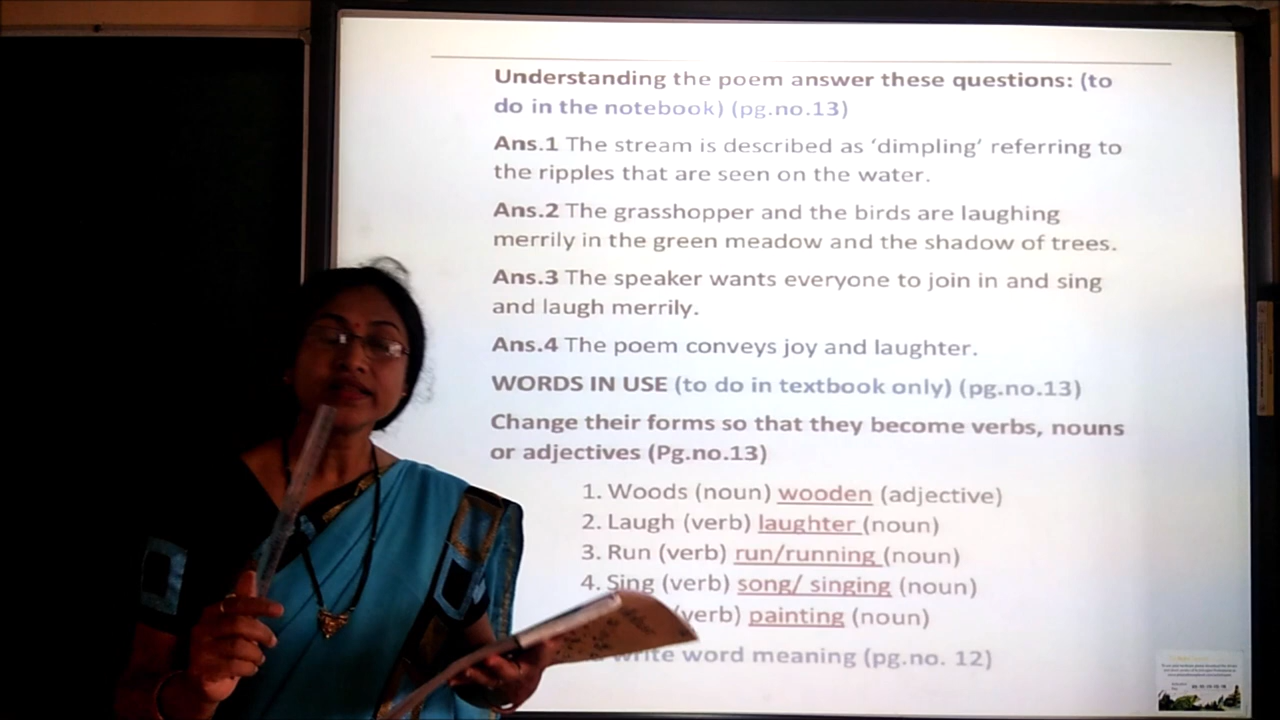 Understanding the poem answer these questions: (to
do in the notebook) (pg.no.13)
Ans.1 The stream is described as ‘dimpling’ referring to
the ripples that are seen on the water.
Ans.2 The grasshopper and the birds are laughing
merrily in the green meadow and the shadow of trees.
Ans.3 The speaker wants everyone to join in and sing
and laugh merrily.
Ans.4 The poem conveys joy and laughter.
WORDS IN USE (to do in textbook only) (pg.no.13)
Change their forms so that they become verbs, nouns
or adjectives (Pg.no.13)
1. Woods (noun) wooden (adjective)
2. Laugh (verb) laughter (noun)
3. Run (verb) run/running (noun)
4. Sing (verb) song/ singing (noun)
(verb) painting (noun)
write word meaning (pg.no. 12)